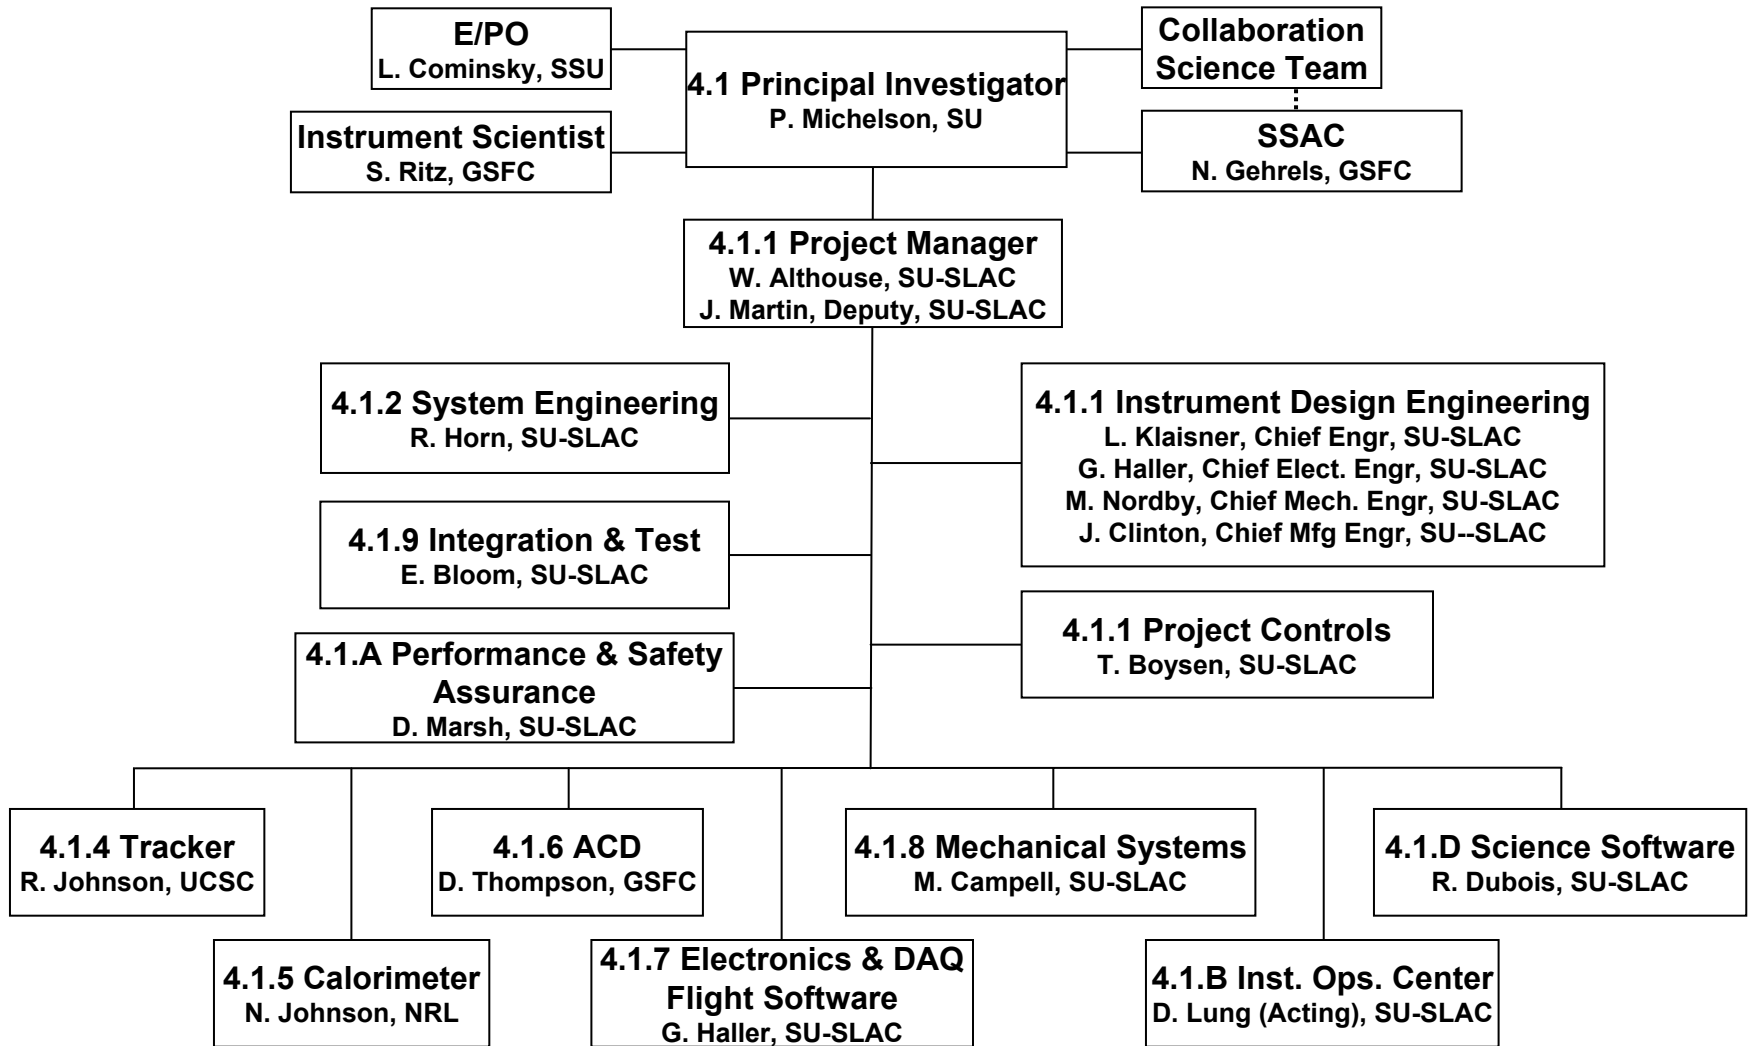 E/PO
L. Cominsky, SSU
Collaboration
Science Team
4.1 Principal Investigator
P. Michelson, SU
Instrument Scientist
S. Ritz, GSFC
SSAC
N. Gehrels, GSFC
4.1.1 Project Manager
W. Althouse, SU-SLAC
J. Martin, Deputy, SU-SLAC
4.1.2 System Engineering
R. Horn, SU-SLAC
4.1.1 Instrument Design Engineering
L. Klaisner, Chief Engr, SU-SLAC
G. Haller, Chief Elect. Engr, SU-SLAC
M. Nordby, Chief Mech. Engr, SU-SLAC
J. Clinton, Chief Mfg Engr, SU--SLAC
4.1.9 Integration & Test
E. Bloom, SU-SLAC
4.1.1 Project Controls
T. Boysen, SU-SLAC
4.1.A Performance & Safety
Assurance
D. Marsh, SU-SLAC
4.1.4 Tracker
R. Johnson, UCSC
4.1.6 ACD
D. Thompson, GSFC
4.1.8 Mechanical Systems
M. Campell, SU-SLAC
4.1.D Science Software
R. Dubois, SU-SLAC
4.1.5 Calorimeter
N. Johnson, NRL
4.1.7 Electronics & DAQ
Flight Software
G. Haller, SU-SLAC
4.1.B Inst. Ops. Center
D. Lung (Acting), SU-SLAC